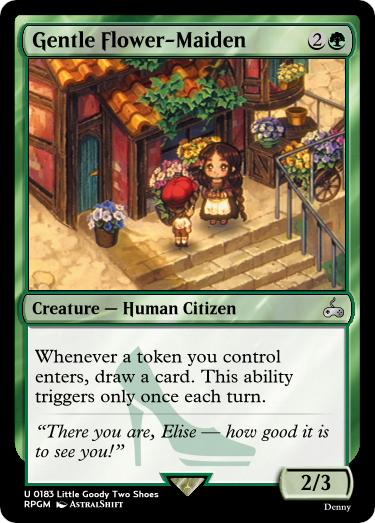 Gentle Flower-Maiden 2
Creature — Human Citizen
Whenever a token you control
enters, draw a card. This ability
triggers only once each turn.
“There you are, Elise — how good it is
to see you!”
2/3
U 0183 Little Goody Two Shoes
RPGM AstralShift
Denny